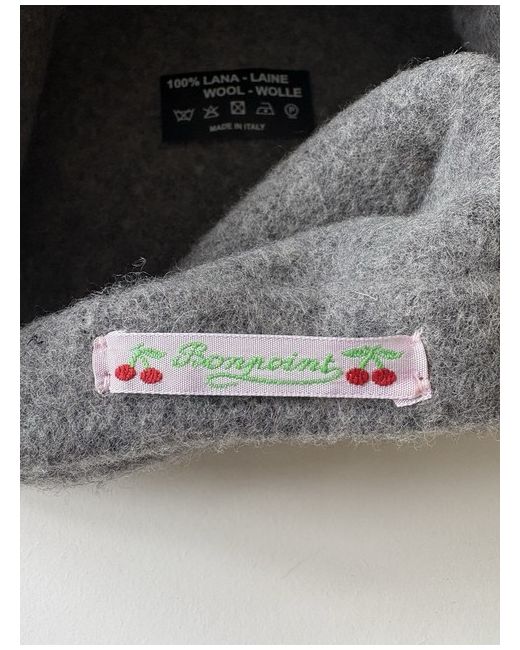 100% LANA - LAINE
WOOL - WOLLE
MADE IN ITALY
Bonpoint